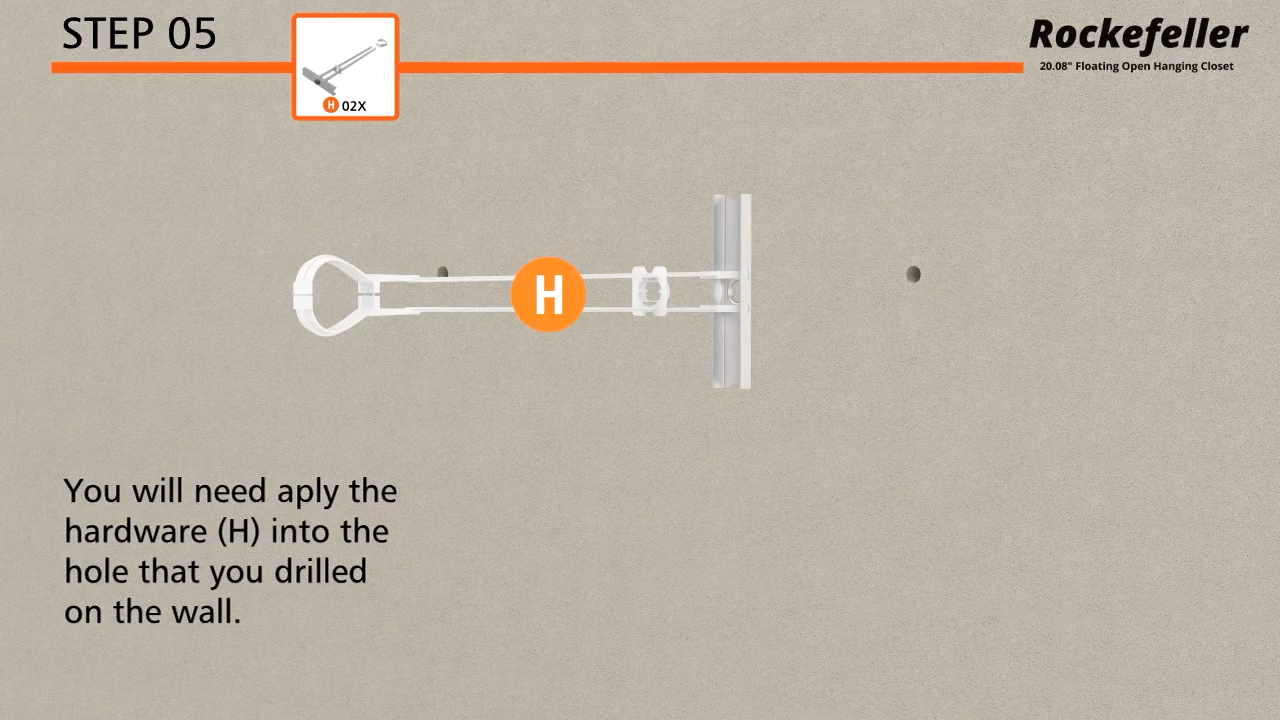 STEP 05
H 02X
Rockefeller
20.08" Floating Open Hanging Closet
H
You will need aply the
hardware (H) into the
hole that you drilled
on the wall.